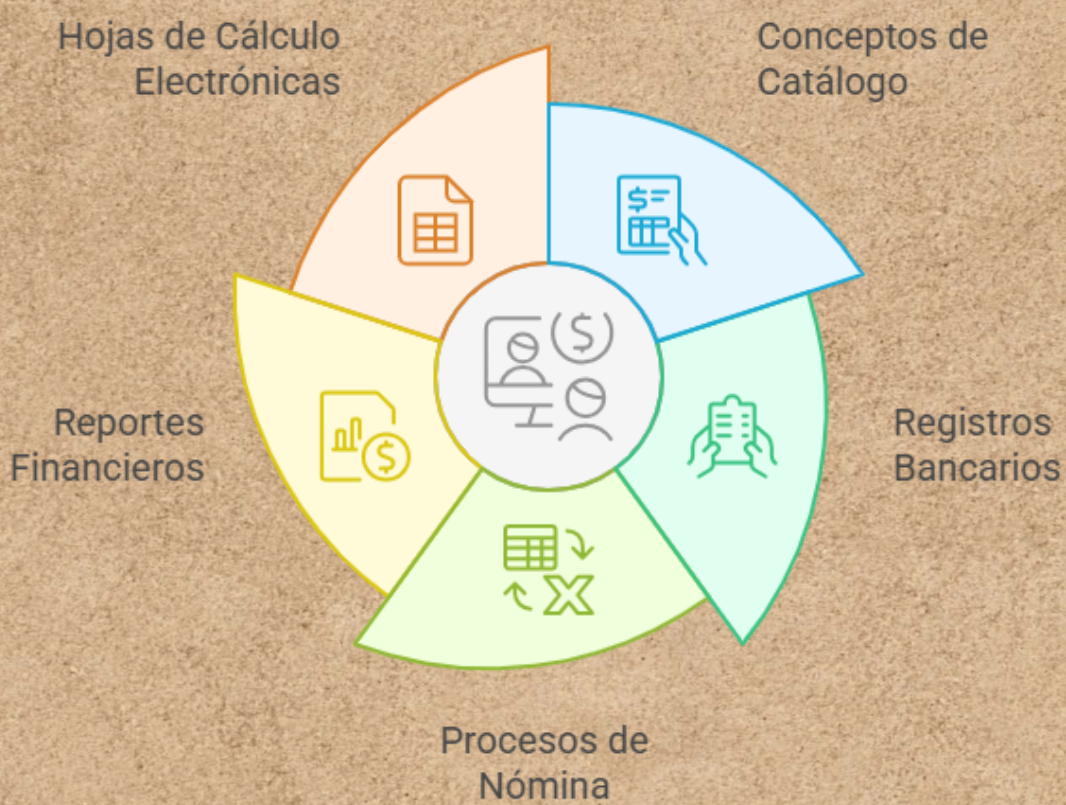 Hojas de Cálculo
Electrónicas
Conceptos de
Catálogo
Reportes
Financieros
Registros
Bancarios
Procesos de
Nómina